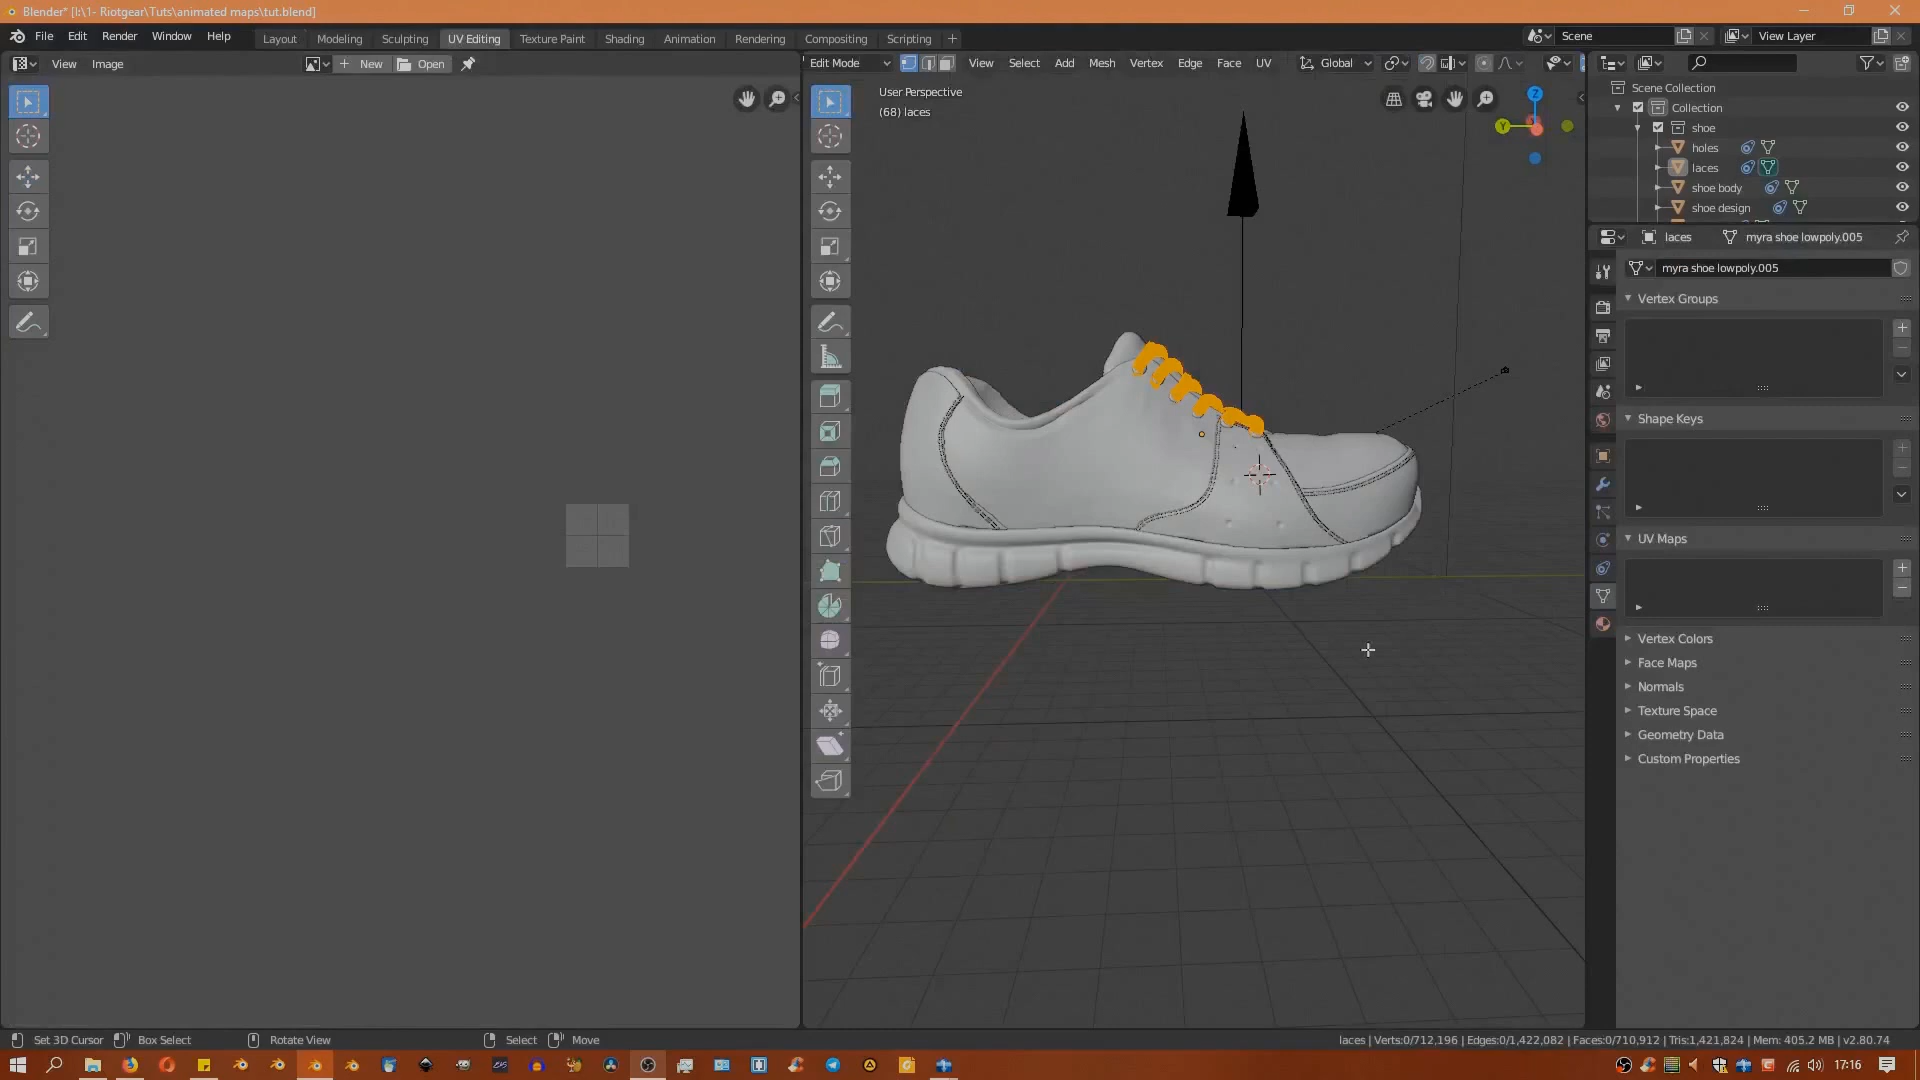 Blender* [I:\1- Riotgear\Tuts\animated maps\tut.blend]
File Edit Render Window Help Layout Modeling Sculpting UV Editing Texture Paint Shading Animation Rendering Compositing Scripting + Scene View Layer
View Image + New Open Edit Mode View Select Add Mesh Vertex Edge Face UV Global
User Perspective
(68) laces
Z
Y
Scene Collection
Collection
shoe
holes
laces
shoe body
shoe design
laces myra shoe lowpoly.005
myra shoe lowpoly.005
Vertex Groups
Shape Keys
UV Maps
Vertex Colors
Face Maps
Normals
Texture Space
Geometry Data
Custom Properties
Set 3D Cursor Box Select Rotate View Select Move laces | Verts:0/712,196 | Edges:0/1,422,082 | Faces:0/710,912 | Tris:1,421,824 | Mem: 405.2 MB | v2.80.74
17:16